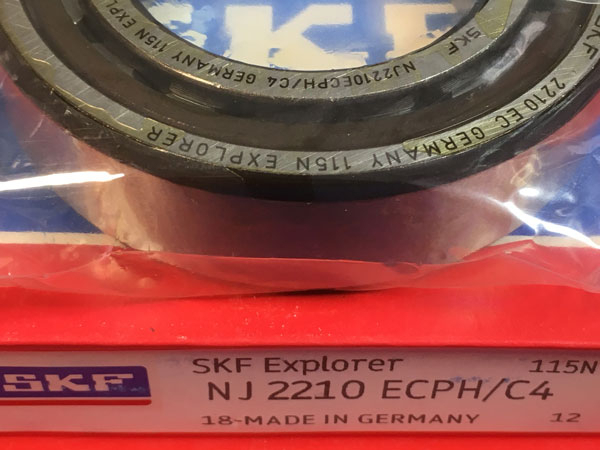 SKF
SKF
NJ2210ECPH/C4 GERMANY 115N EXPL
SKF
2210 EC GERMANY 115N EXPLORER
SKF
SKF Explorer
115N
NJ 2210 ECPH/C4
18-MADE IN GERMANY
12